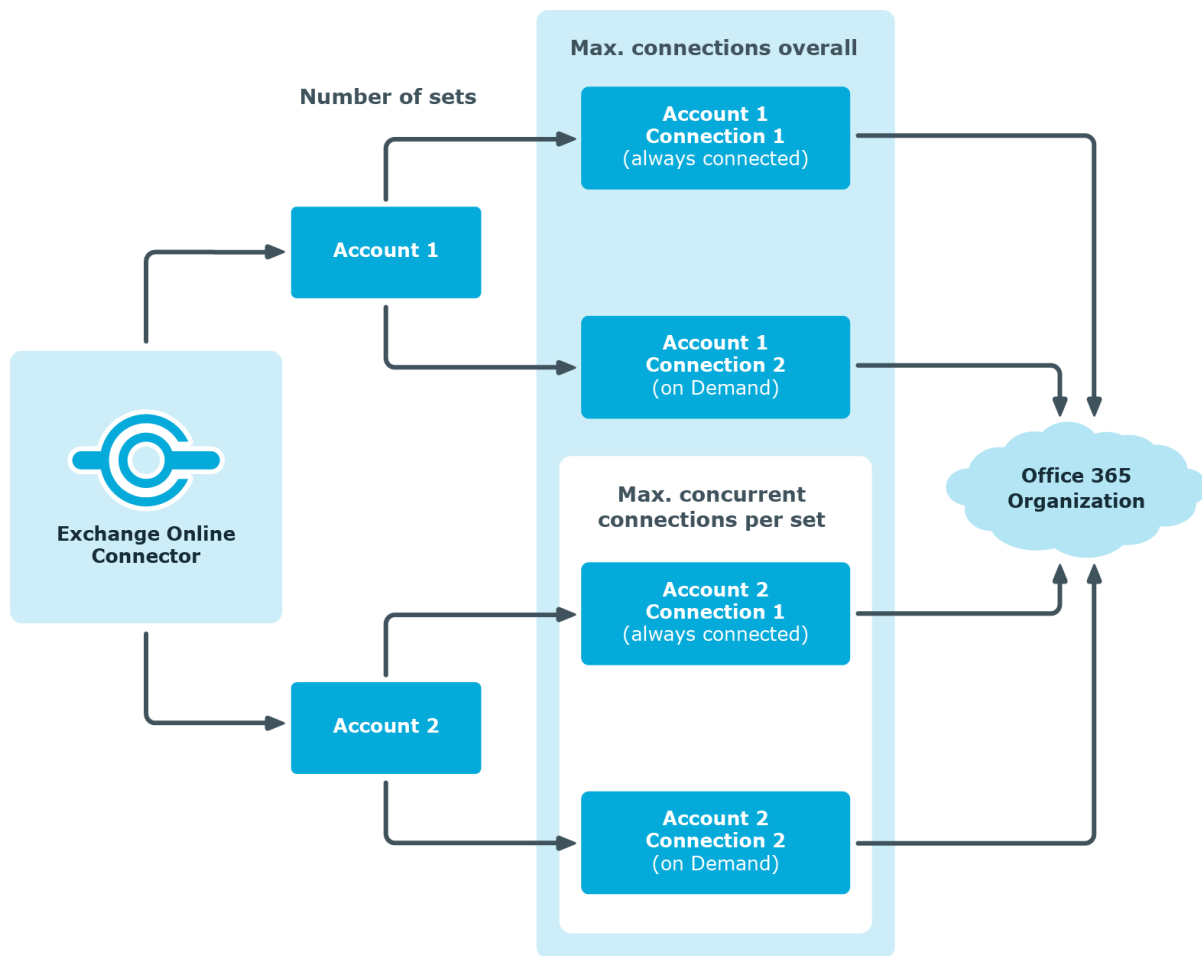 Max. connections overall
Number of sets
Account 1
Connection 1
(always connected)
Account 1
Account 1
Connection 2
(on Demand)
Exchange Online
Connector
Max. concurrent
connections per set
Office 365
Organization
Account 2
Connection 1
(always connected)
Account 2
Account 2
Connection 2
(on Demand)